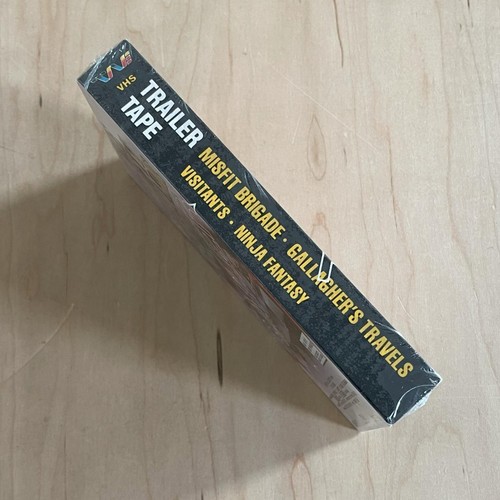 VHS
TRAILER
TAPE
MISFIT BRIGADE · GALLAGHER'S TRAVELS
VISITANTS · NINJA FANTASY